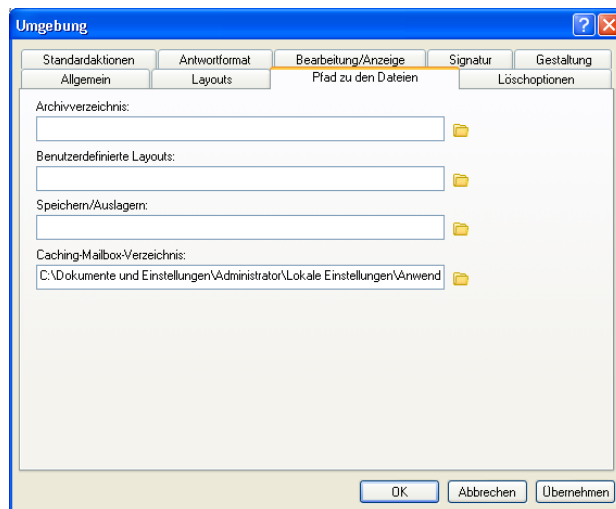 Umgebung
Standardaktionen Antwortformat Bearbeitung/Anzeige Signatur Gestaltung
Allgemein Layouts Pfad zu den Dateien Löschoptionen
Archivverzeichnis:
Benutzerdefinierte Layouts:
Speichern/Auslagern:
Caching-Mailbox-Verzeichnis:
C:\Dokumente und Einstellungen\Administrator\Lokale Einstellungen\Anwend
OK Abbrechen Übernehmen